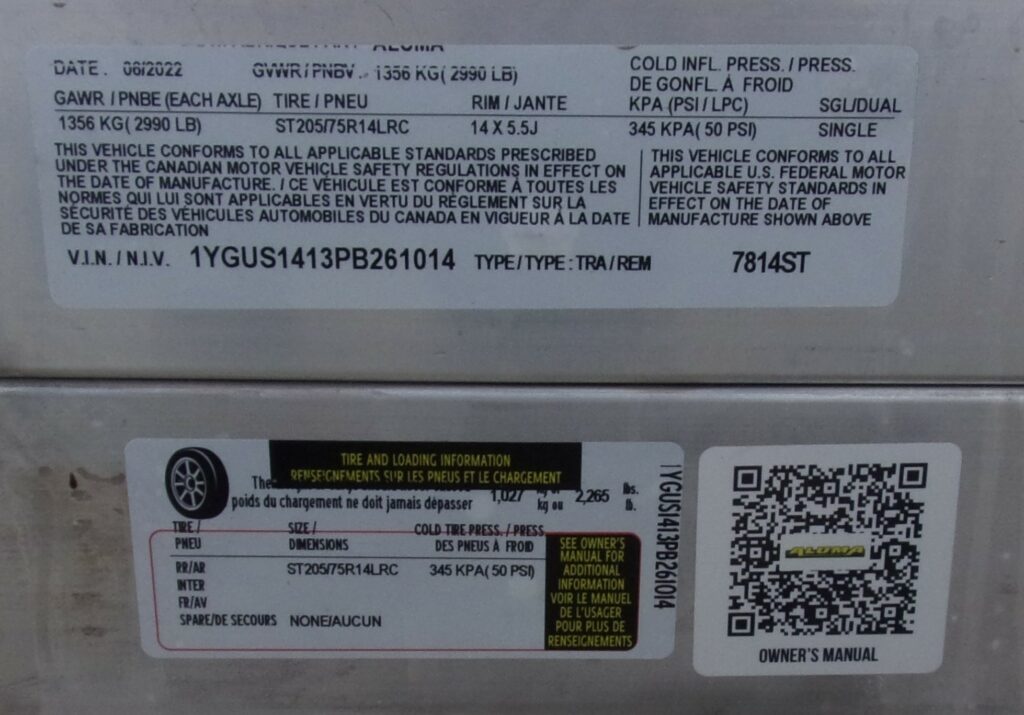 ALUMA
DATE. 06/2022 GVWR / PNBV. 1356 KG( 2990 LB) COLD INFL. PRESS. / PRESS.
DE GONFL. À FROID
GAWR / PNBE (EACH AXLE) TIRE / PNEU RIM / JANTE KPA (PSI / LPC) SGL/DUAL
1356 KG( 2990 LB) ST205/75R14LRC 14 X 5.5J 345 KPA( 50 PSI) SINGLE
THIS VEHICLE CONFORMS TO ALL APPLICABLE STANDARDS PRESCRIBED
UNDER THE CANADIAN MOTOR VEHICLE SAFETY REGULATIONS IN EFFECT ON
THE DATE OF MANUFACTURE. / CE VÉHICULE EST CONFORME À TOUTES LES
NORMES QUI LUI SONT APPLICABLES EN VERTU DU RÈGLEMENT SUR LA
SÉCURITÉ DES VÉHICULES AUTOMOBILES DU CANADA EN VIGUEUR À LA DATE
DE SA FABRICATION
THIS VEHICLE CONFORMS TO ALL
APPLICABLE U.S. FEDERAL MOTOR
VEHICLE SAFETY STANDARDS IN
EFFECT ON THE DATE OF
MANUFACTURE SHOWN ABOVE
V.I.N. / N.I.V. 1YGUS1413PB261014 TYPE / TYPE : TRA / REM 7814ST
TIRE AND LOADING INFORMATION
RENSEIGNEMENTS SUR LES PNEUS ET LE CHARGEMENT
The 1,027 2,265 lbs.
poids du chargement ne doit jamais dépasser kg ou lb.
TIRE / SIZE / COLD TIRE PRESS. / PRESS.
PNEU DIMENSIONS DES PNEUS À FROID
RR/AR ST205/75R14LRC 345 KPA( 50 PSI)
INTER
FR/AV
SPARE/DE SECOURS NONE/AUCUN
SEE OWNER'S
MANUAL FOR
ADDITIONAL
INFORMATION
VOIR LE MANUEL
DE L'USAGER
POUR PLUS DE
RENSEIGNEMENTS
1YGUS1413PB261014
ALUMA
OWNER'S MANUAL